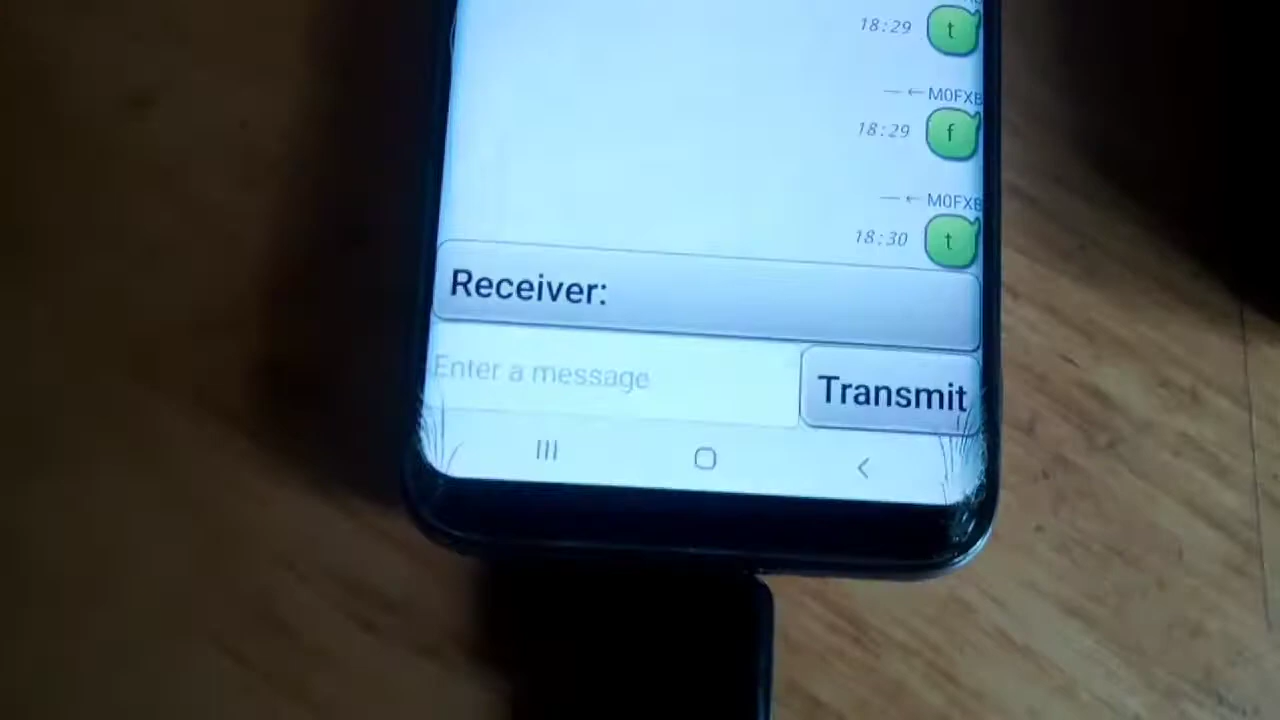 18:29 t
— ← M0FXB
18:29 f
— ← M0FXB
18:30 t
Receiver:
Enter a message
Transmit